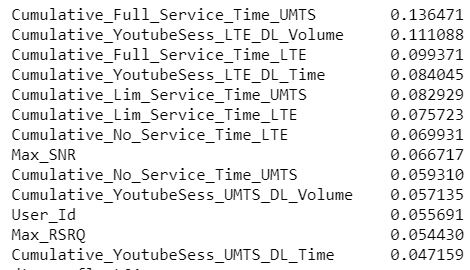 Cumulative_Full_Service_Time_UMTS 0.136471
Cumulative_YoutubeSess_LTE_DL_Volume 0.111088
Cumulative_Full_Service_Time_LTE 0.099371
Cumulative_YoutubeSess_LTE_DL_Time 0.084045
Cumulative_Lim_Service_Time_UMTS 0.082929
Cumulative_Lim_Service_Time_LTE 0.075723
Cumulative_No_Service_Time_LTE 0.069931
Max_SNR 0.066717
Cumulative_No_Service_Time_UMTS 0.059310
Cumulative_YoutubeSess_UMTS_DL_Volume 0.057135
User_Id 0.055691
Max_RSRQ 0.054430
Cumulative_YoutubeSess_UMTS_DL_Time 0.047159